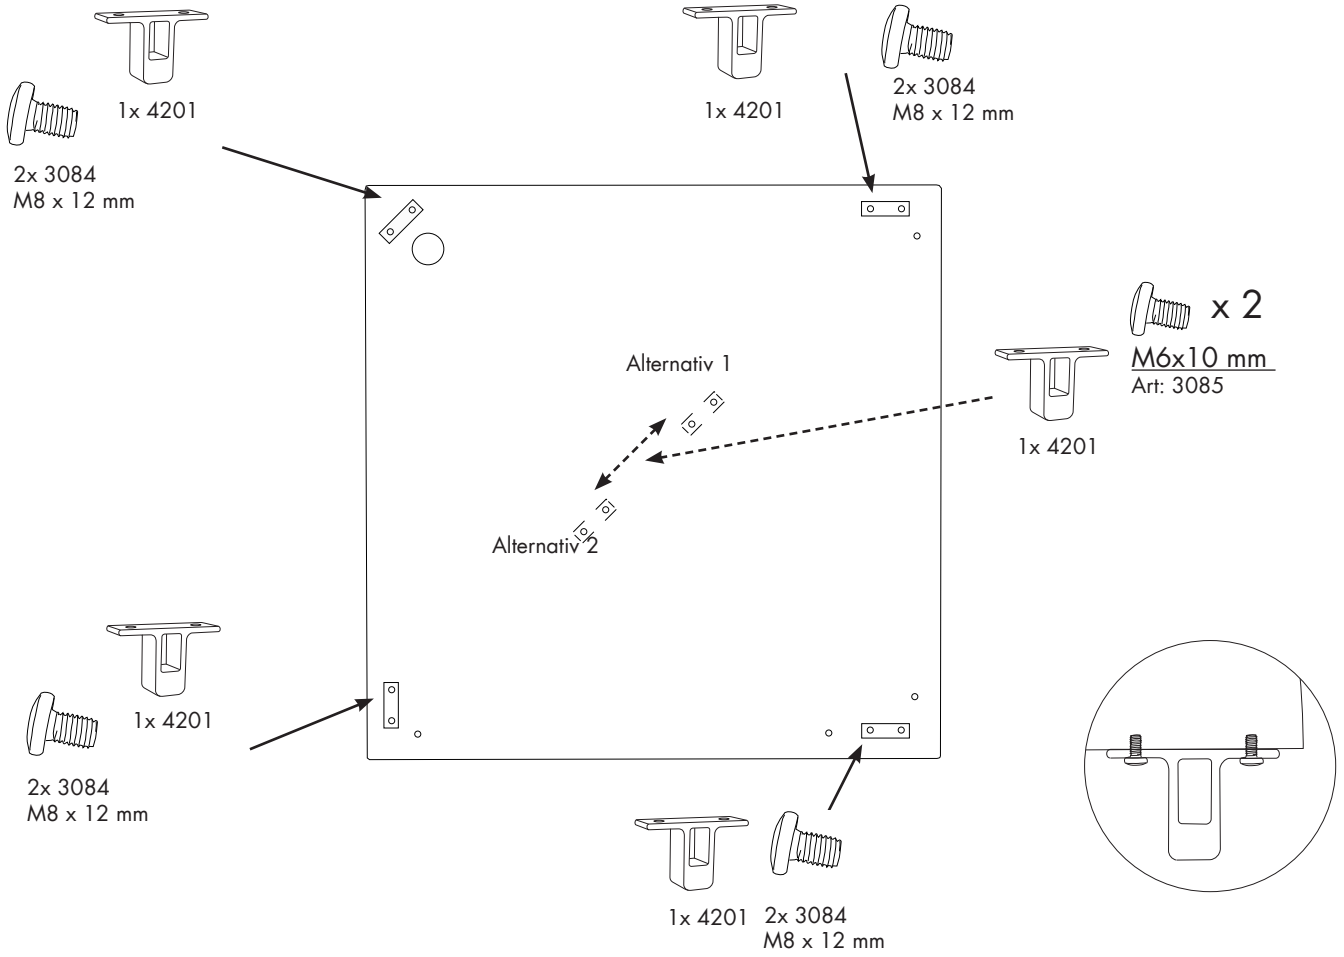 1x 4201
2x 3084
M8 x 12 mm
1x 4201
2x 3084
M8 x 12 mm
x 2
M6x10 mm
Art: 3085
1x 4201
Alternativ 1
Alternativ 2
1x 4201
2x 3084
M8 x 12 mm
1x 4201
2x 3084
M8 x 12 mm